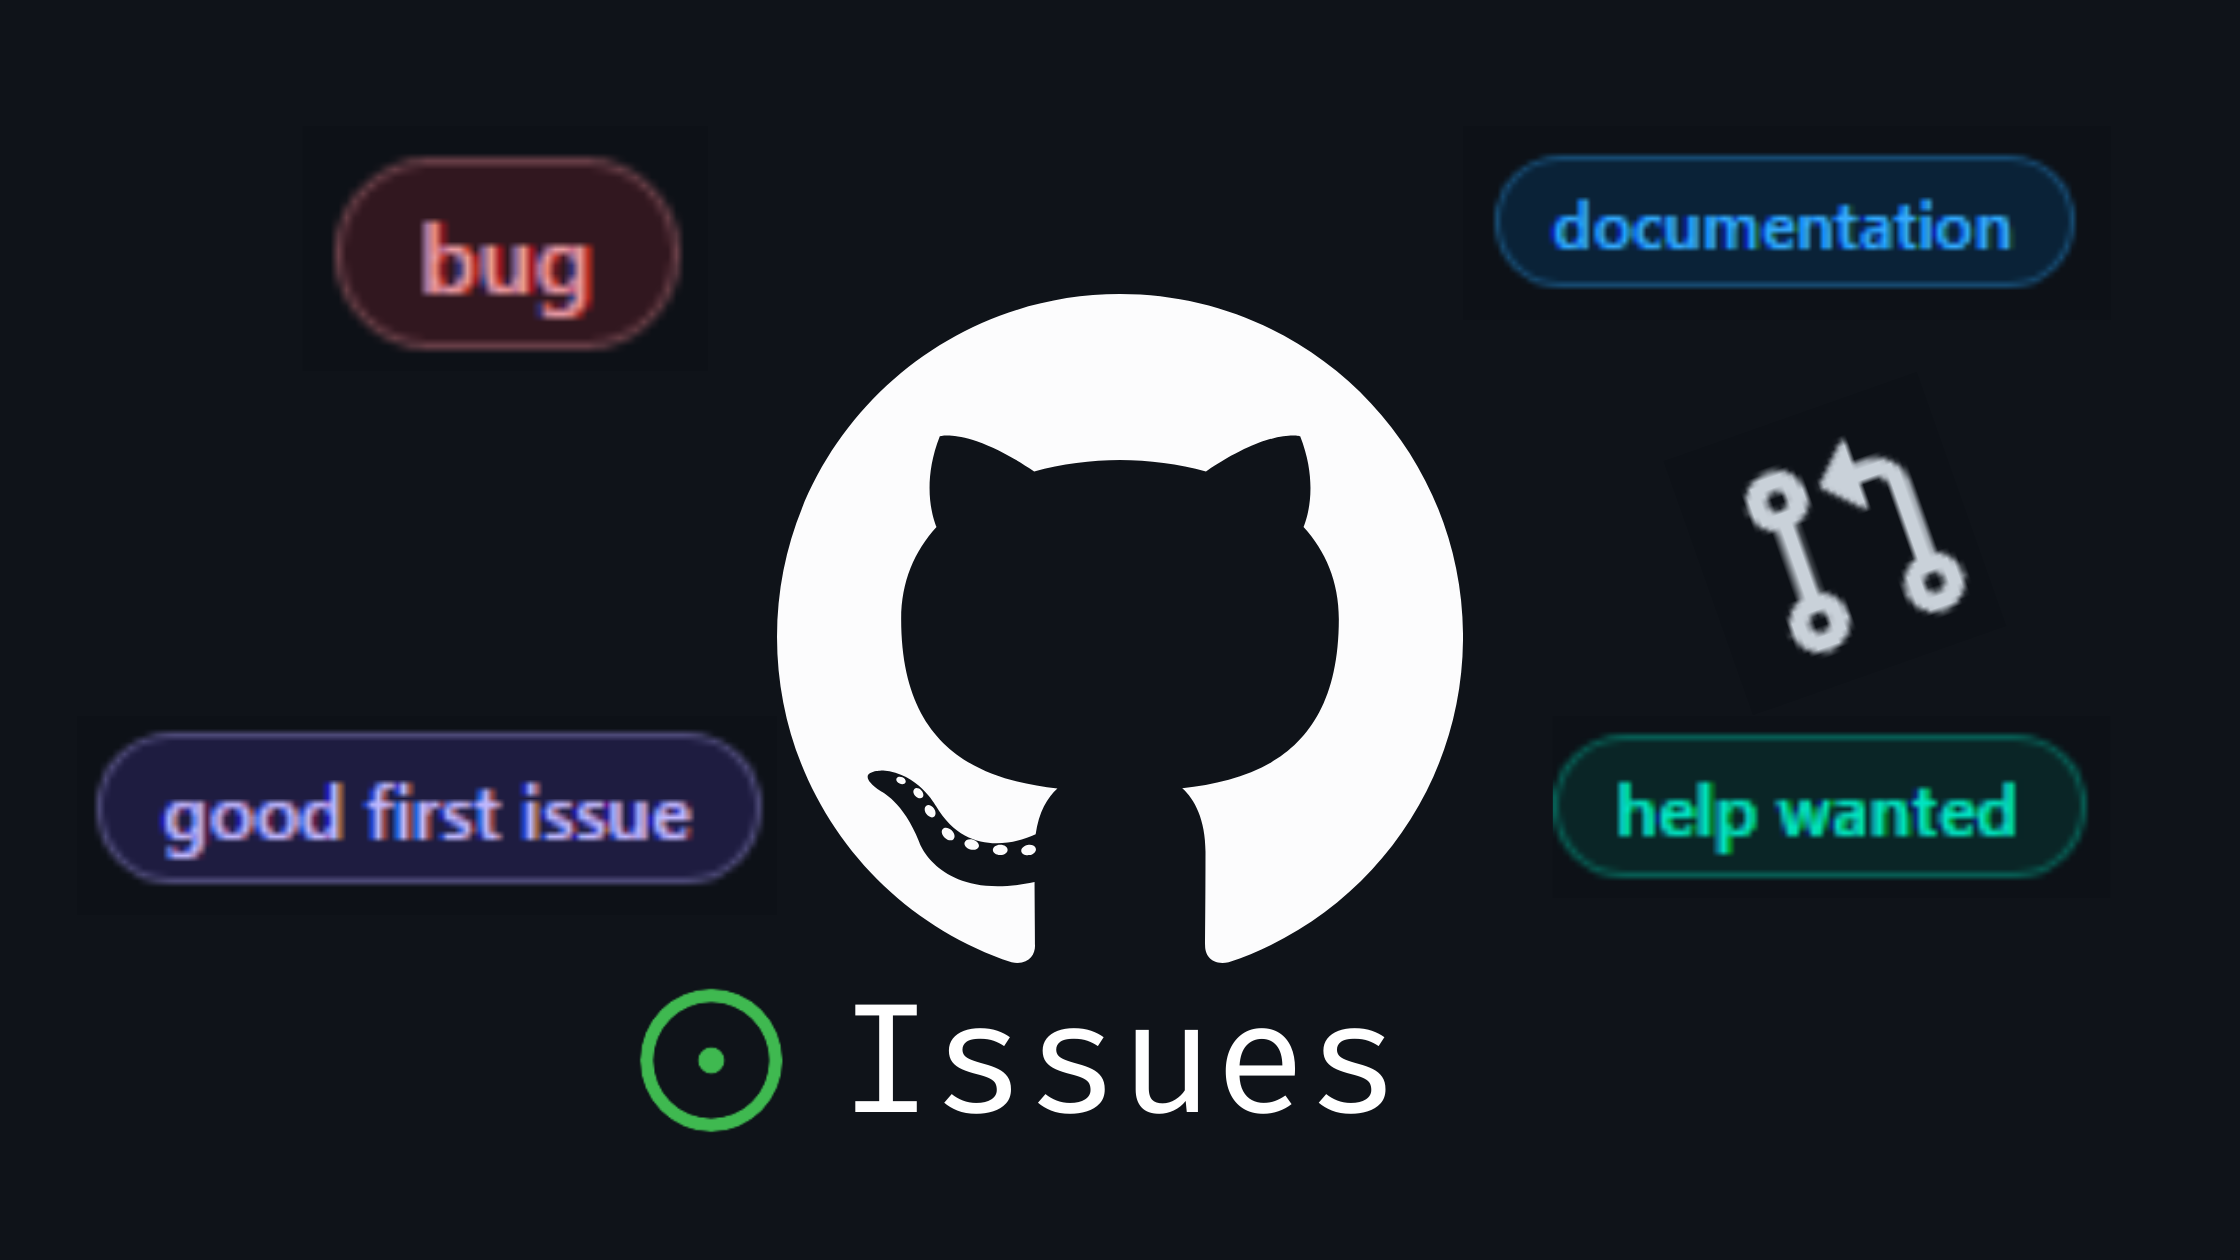 bug
documentation
good first issue
help wanted
Issues